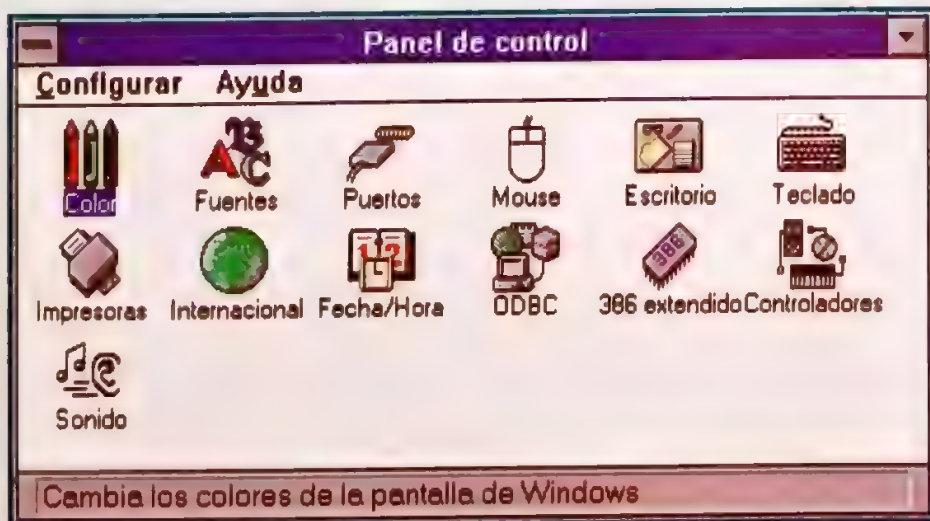 Panel de control
Configurar Ayuda
Color Fuentes Puertos Mouse Escritorio Teclado
Impresoras Internacional Fecha/Hora ODBC 386 extendido Controladores
Sonido
Cambia los colores de la pantalla de Windows